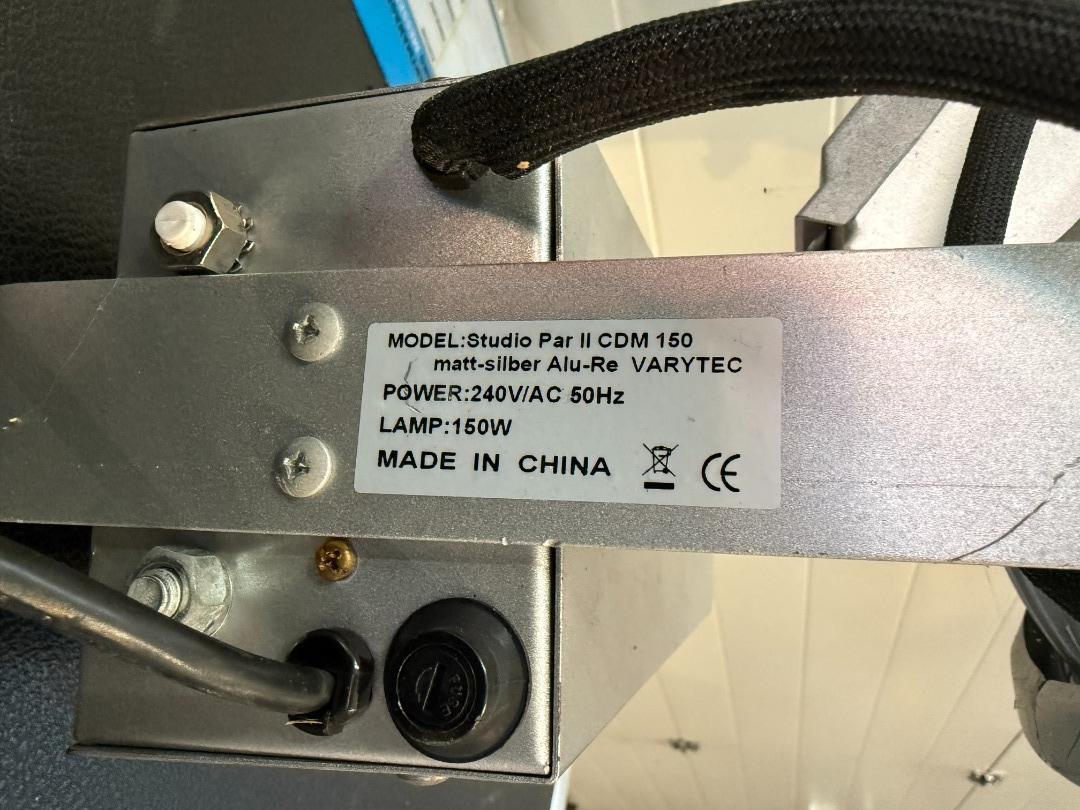 MODEL:Studio Par II CDM 150
matt-silber Alu-Re VARYTEC
POWER:240V/AC 50Hz
LAMP:150W
MADE IN CHINA
CE
FUSE